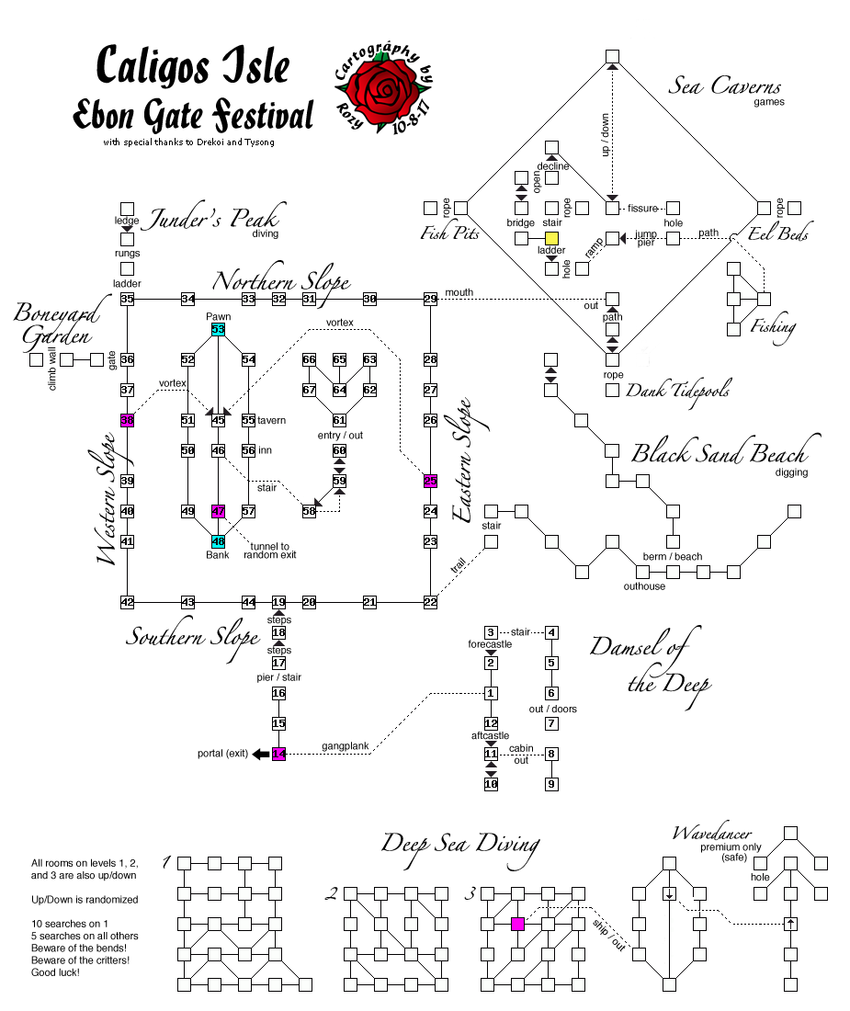 Caligos Isle
Ebon Gate Festival
with special thanks to Drekoi and Tysong
Cartography by
Rozy 10-8-17
Sea Caverns
games
up / down
decline
open
rope
rope
rope
fissure
bridge
stair
hole
Fish Pits
ladder
ramp
hole
jump
pier
path
Eel Beds
Fishing
mouth
out
path
rope
Dank Tidepools
Junder's Peak
diving
ledge
rungs
ladder
Northern Slope
35 34 33 32 31 30 29
Boneyard
Garden
climb wall
gate
Pawn
53
vortex
36 52 54 66 65 63 28
37 67 64 62 27
vortex
38 51 45 55 tavern 61 26
entry / out
50 46 56 inn 60
Western Slope
Eastern Slope
39 stair 59 25
40 49 47 57 58 24
41 48 23
Bank
tunnel to
random exit
42 43 44 19 20 21 22
trail
Southern Slope
steps
18
steps
17
pier / stair
16
15
portal (exit)
14
gangplank
Black Sand Beach
digging
stair
berm / beach
outhouse
Damsel of
the Deep
3 stair 4
forecastle
2 5
1 6
out / doors
12 7
aftcastle
11 cabin 8
out
10 9
Deep Sea Diving
Wavedancer
premium only
(safe)
hole
All rooms on levels 1, 2,
and 3 are also up/down
Up/Down is randomized
10 searches on 1
5 searches on all others
Beware of the bends!
Beware of the critters!
Good luck!
1
2
3
ship / out